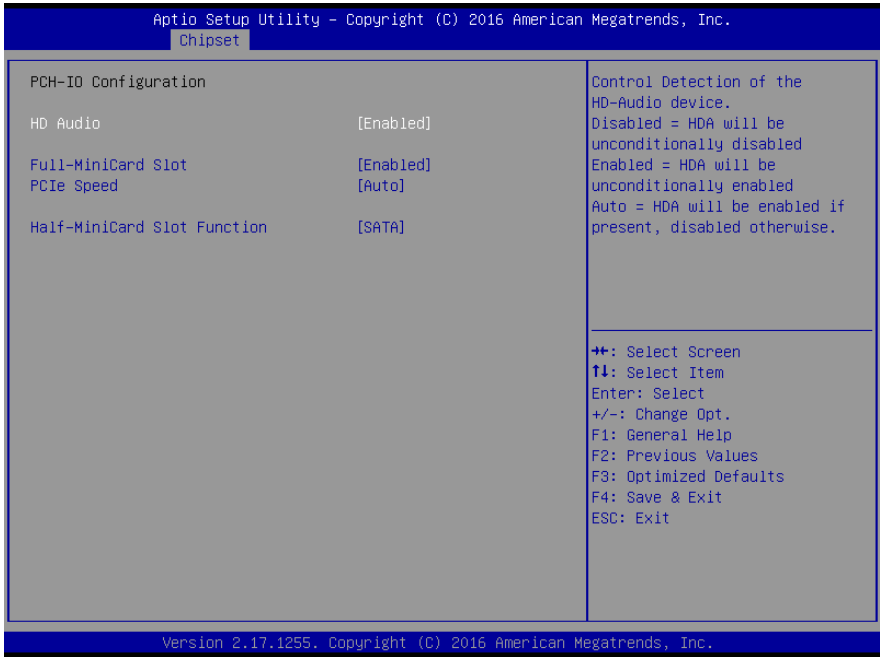 Aptio Setup Utility – Copyright (C) 2016 American Megatrends, Inc.
Chipset
PCH-IO Configuration
HD Audio [Enabled]
Full-MiniCard Slot [Enabled]
PCIe Speed [Auto]
Half-MiniCard Slot Function [SATA]
Control Detection of the
HD-Audio device.
Disabled = HDA will be
unconditionally disabled
Enabled = HDA will be
unconditionally enabled
Auto = HDA will be enabled if
present, disabled otherwise.
→←: Select Screen
↑↓: Select Item
Enter: Select
+/-: Change Opt.
F1: General Help
F2: Previous Values
F3: Optimized Defaults
F4: Save & Exit
ESC: Exit
Version 2.17.1255. Copyright (C) 2016 American Megatrends, Inc.